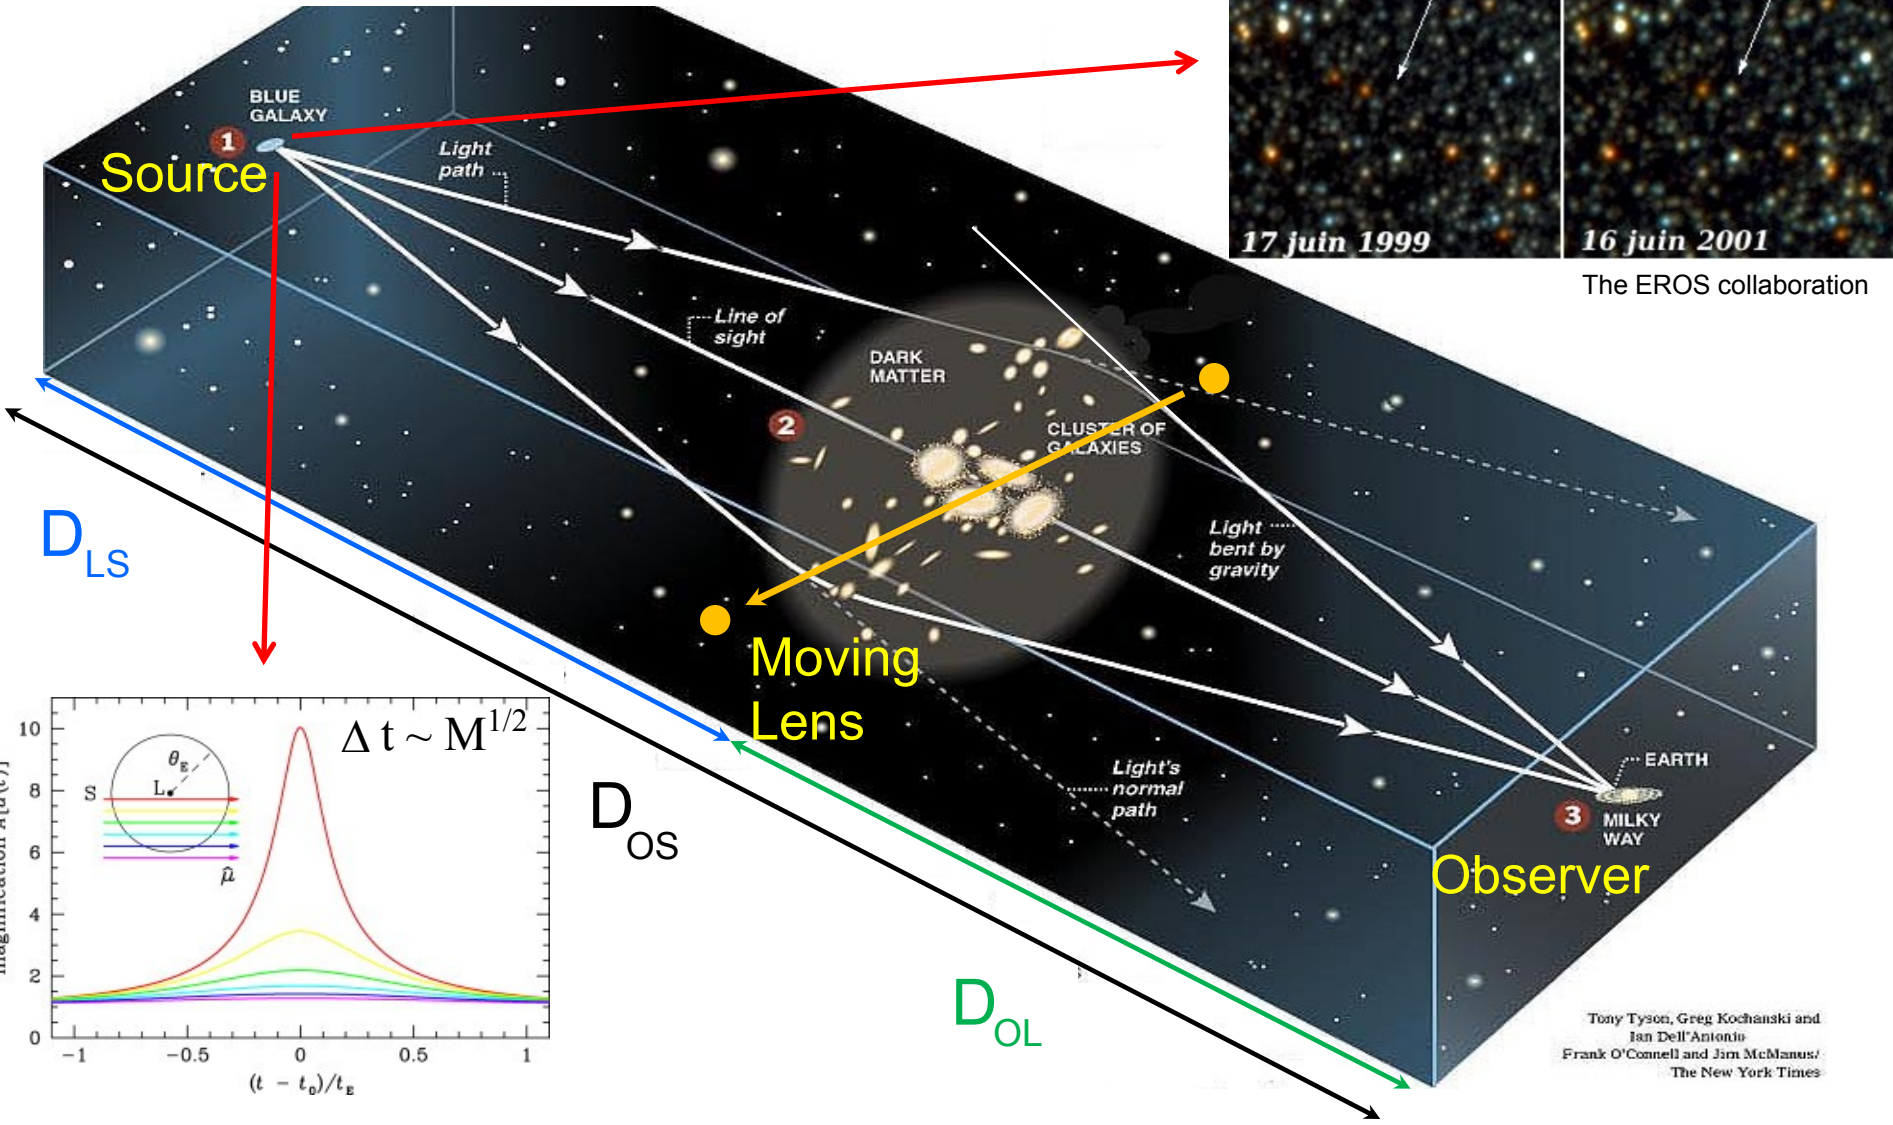 BLUE
GALAXY
1
Source
Light
path
17 juin 1999
16 juin 2001
The EROS collaboration
Line of
sight
DARK
MATTER
2
CLUSTER OF
GALAXIES
Light
bent by
gravity
D LS
Moving
Lens
D OS
Light's
normal
path
EARTH
3
MILKY
WAY
Observer
D OL
Δ t ~ M^1/2
10
8
6
4
2
0
θ E
L
S
μ̂
−1
−0.5
0
0.5
1
(t − t0)/tE
Tony Tyson, Greg Kochanski and
Ian Dell'Antonio
Frank O'Connell and Jim McManus/
The New York Times